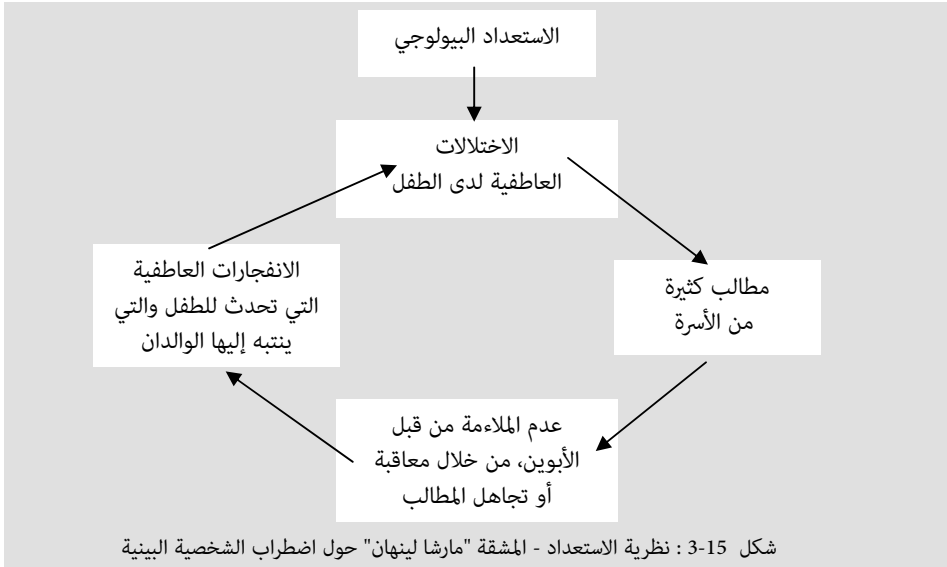 الاستعداد البيولوجي
الاختلالات
العاطفية لدى الطفل
مطالب كثيرة
من الأسرة
عدم الملاءمة من قبل
الأبوين، من خلال معاقبة
أو تجاهل المطالب
الانفجارات العاطفية
التي تحدث للطفل والتي
ينتبه إليها الوالدان
شكل 15-3 : نظرية الاستعداد - المشقة "مارشا لينهان" حول اضطراب الشخصية البينية